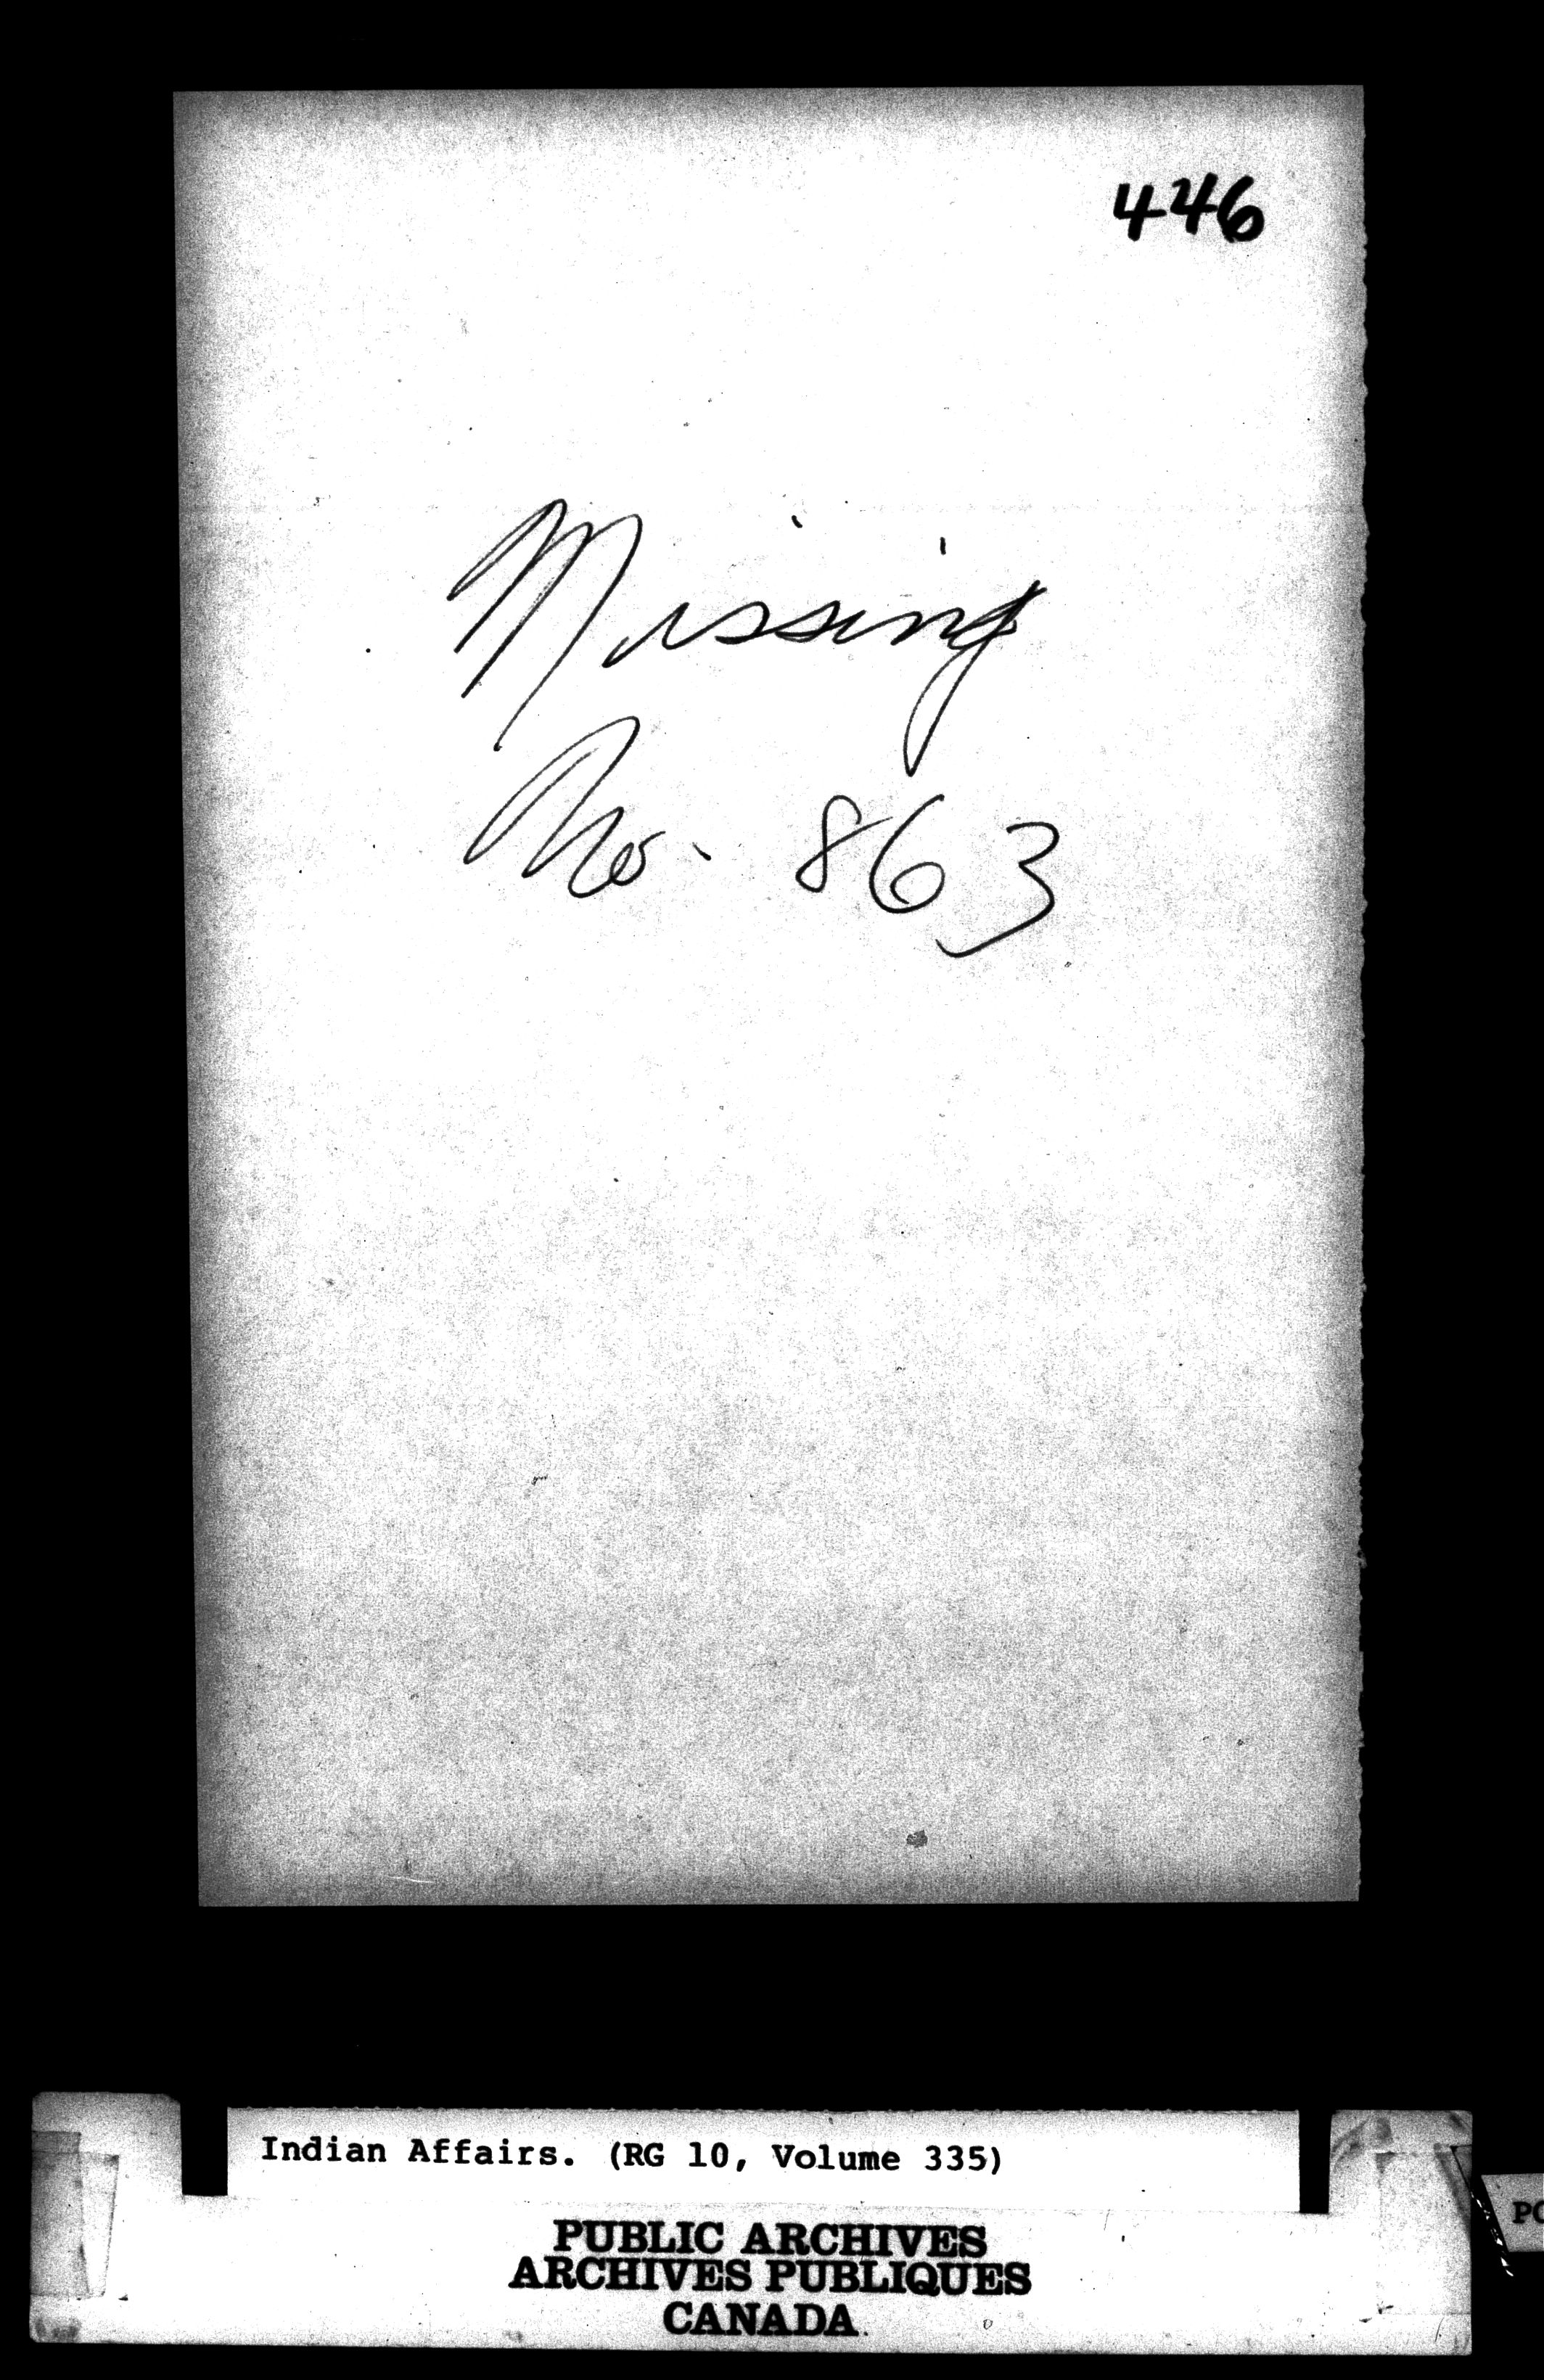 446
Missing
No. 863
Indian Affairs. (RG 10, Volume 335)
PUBLIC ARCHIVES
ARCHIVES PUBLIQUES
CANADA